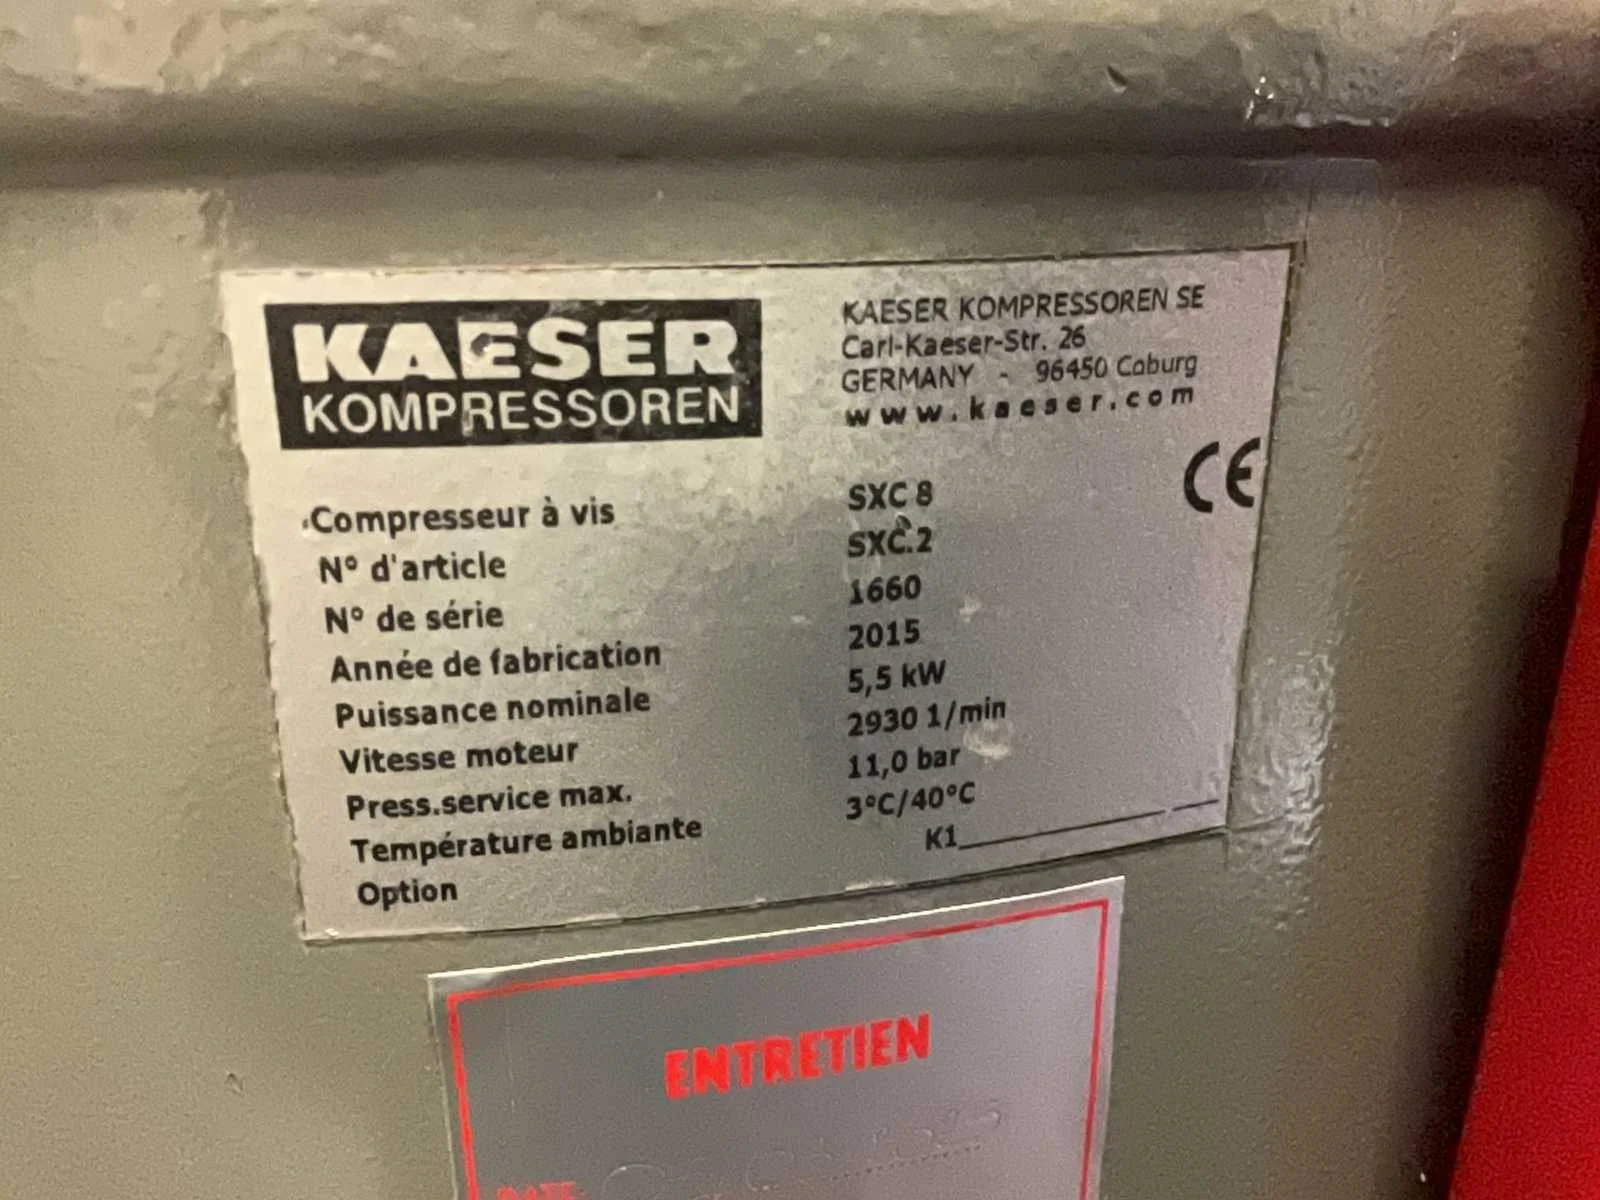 KAESER
KOMPRESSOREN
KAESER KOMPRESSOREN SE
Carl-Kaeser-Str. 26
GERMANY - 96450 Coburg
www.kaeser.com
CE
Compresseur à vis SXC 8
N° d'article SXC.2
N° de série 1660
Année de fabrication 2015
Puissance nominale 5,5 kW
Vitesse moteur 2930 1/min
Press.service max. 11,0 bar
Température ambiante 3°C/40°C
Option K1
ENTRETIEN
DATE: